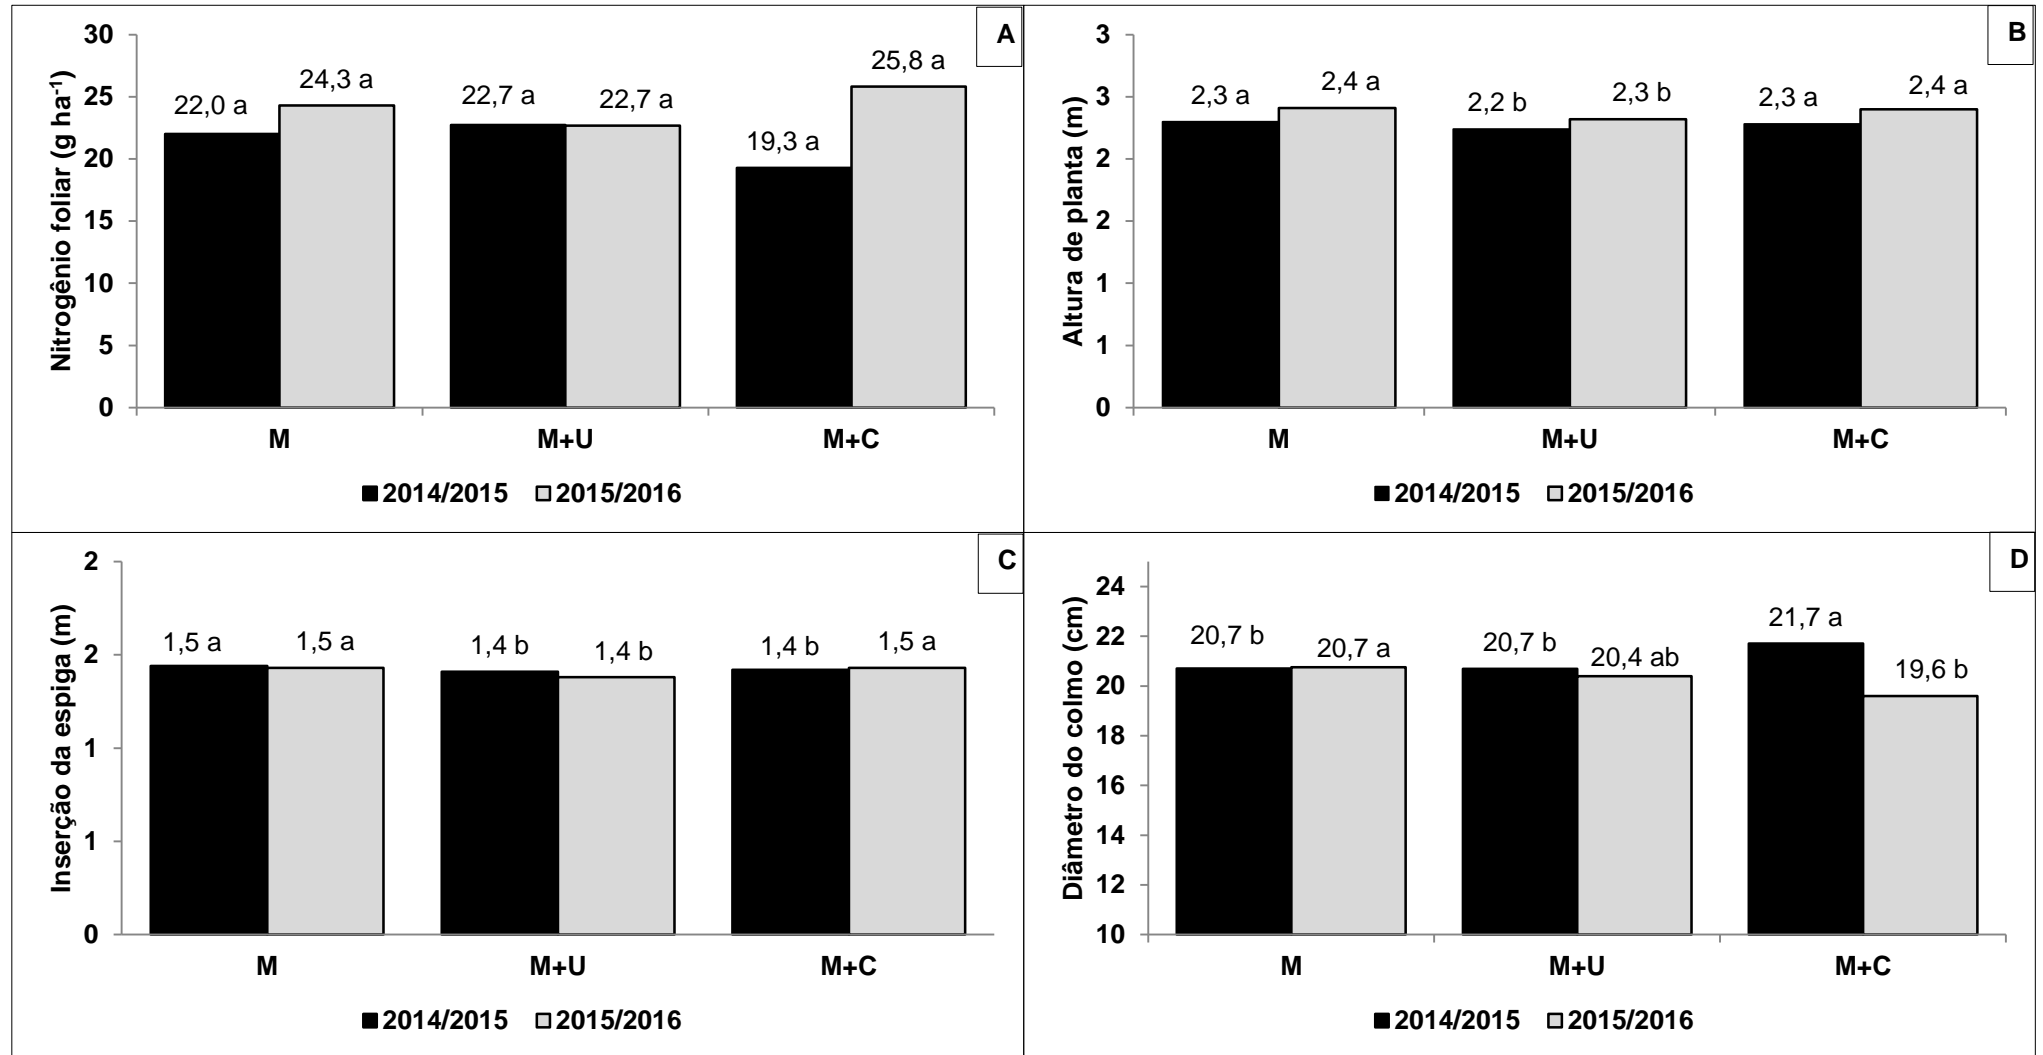 A
Nitrogênio foliar (g ha⁻¹)
30
25
20
15
10
5
0
22,0 a
24,3 a
22,7 a
22,7 a
19,3 a
25,8 a
M
M+U
M+C
2014/2015
2015/2016
B
Altura de planta (m)
3
3
2
2
1
1
0
2,3 a
2,4 a
2,2 b
2,3 b
2,3 a
2,4 a
M
M+U
M+C
2014/2015
2015/2016
C
Inserção da espiga (m)
2
2
1
1
0
1,5 a
1,5 a
1,4 b
1,4 b
1,4 b
1,5 a
M
M+U
M+C
2014/2015
2015/2016
D
Diâmetro do colmo (cm)
24
22
20
18
16
14
12
10
20,7 b
20,7 a
20,7 b
20,4 ab
21,7 a
19,6 b
M
M+U
M+C
2014/2015
2015/2016